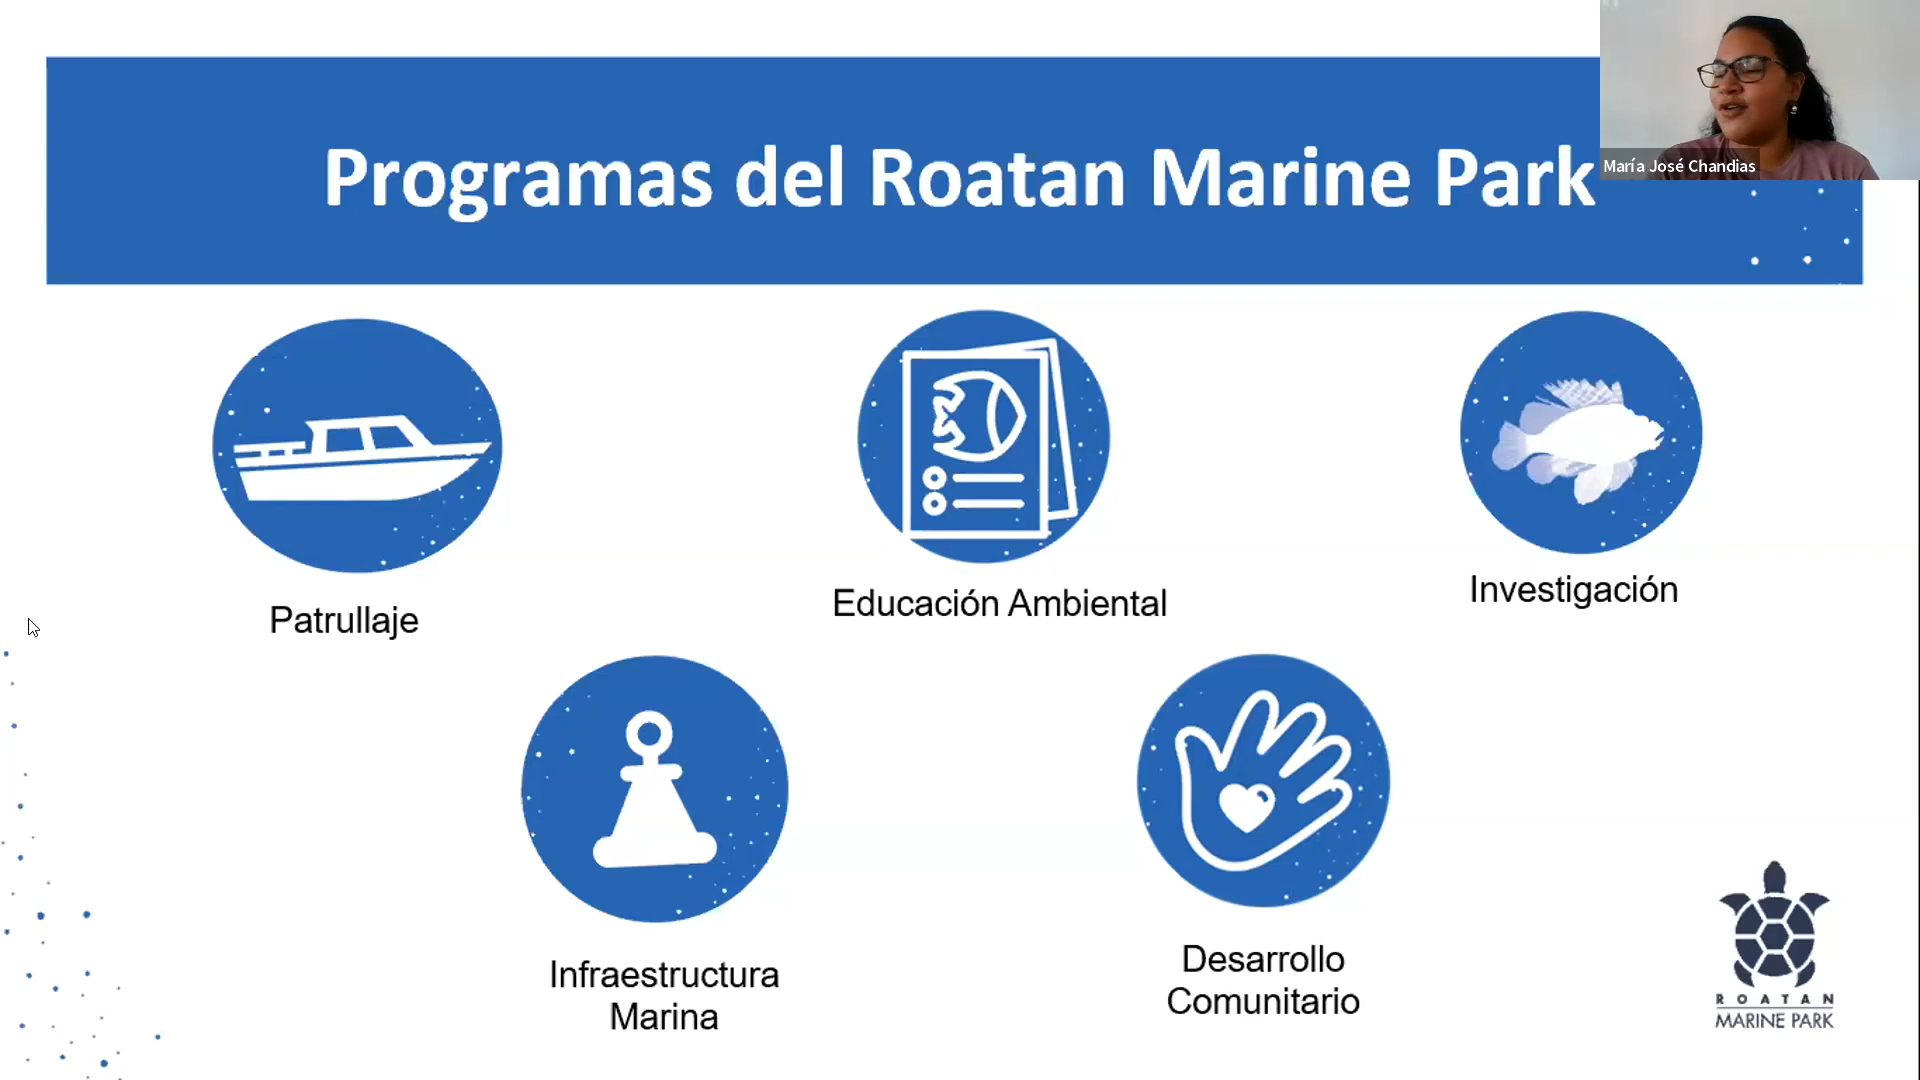 Programas del Roatan Marine Park
María José Chandias
Patrullaje
Educación Ambiental
Investigación
Infraestructura
Marina
Desarrollo
Comunitario
ROATAN
MARINE PARK